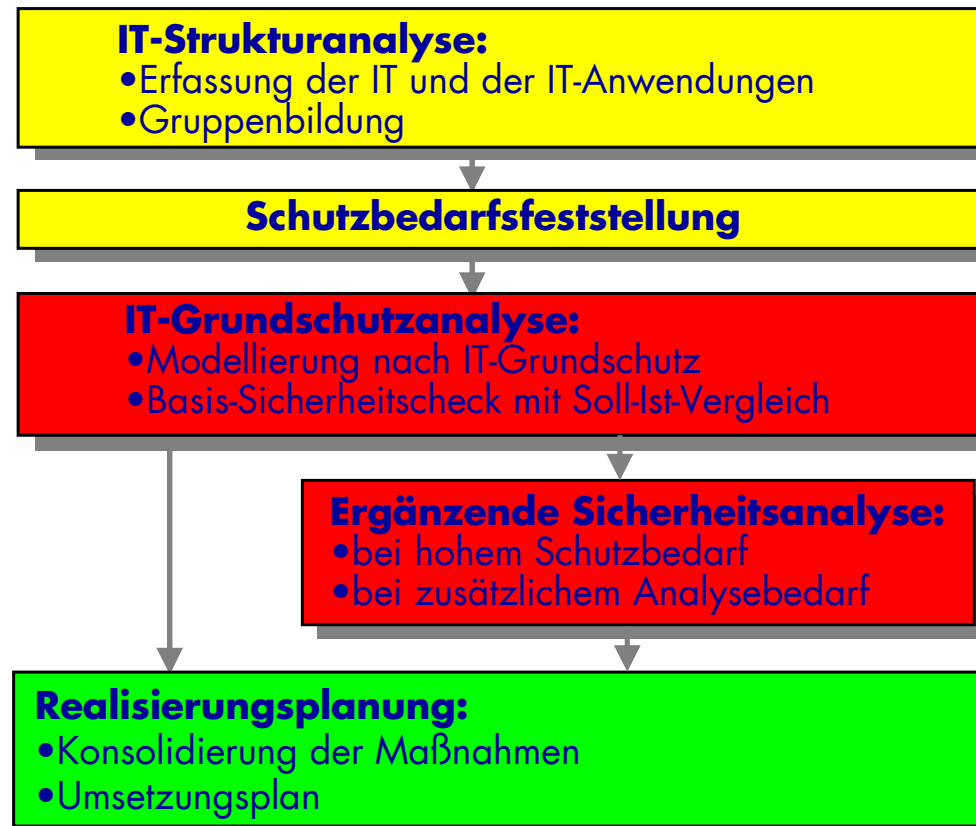 IT-Strukturanalyse:
•Erfassung der IT und der IT-Anwendungen
•Gruppenbildung
Schutzbedarfsfeststellung
IT-Grundschutzanalyse:
•Modellierung nach IT-Grundschutz
•Basis-Sicherheitscheck mit Soll-Ist-Vergleich
Ergänzende Sicherheitsanalyse:
•bei hohem Schutzbedarf
•bei zusätzlichem Analysebedarf
Realisierungsplanung:
•Konsolidierung der Maßnahmen
•Umsetzungsplan